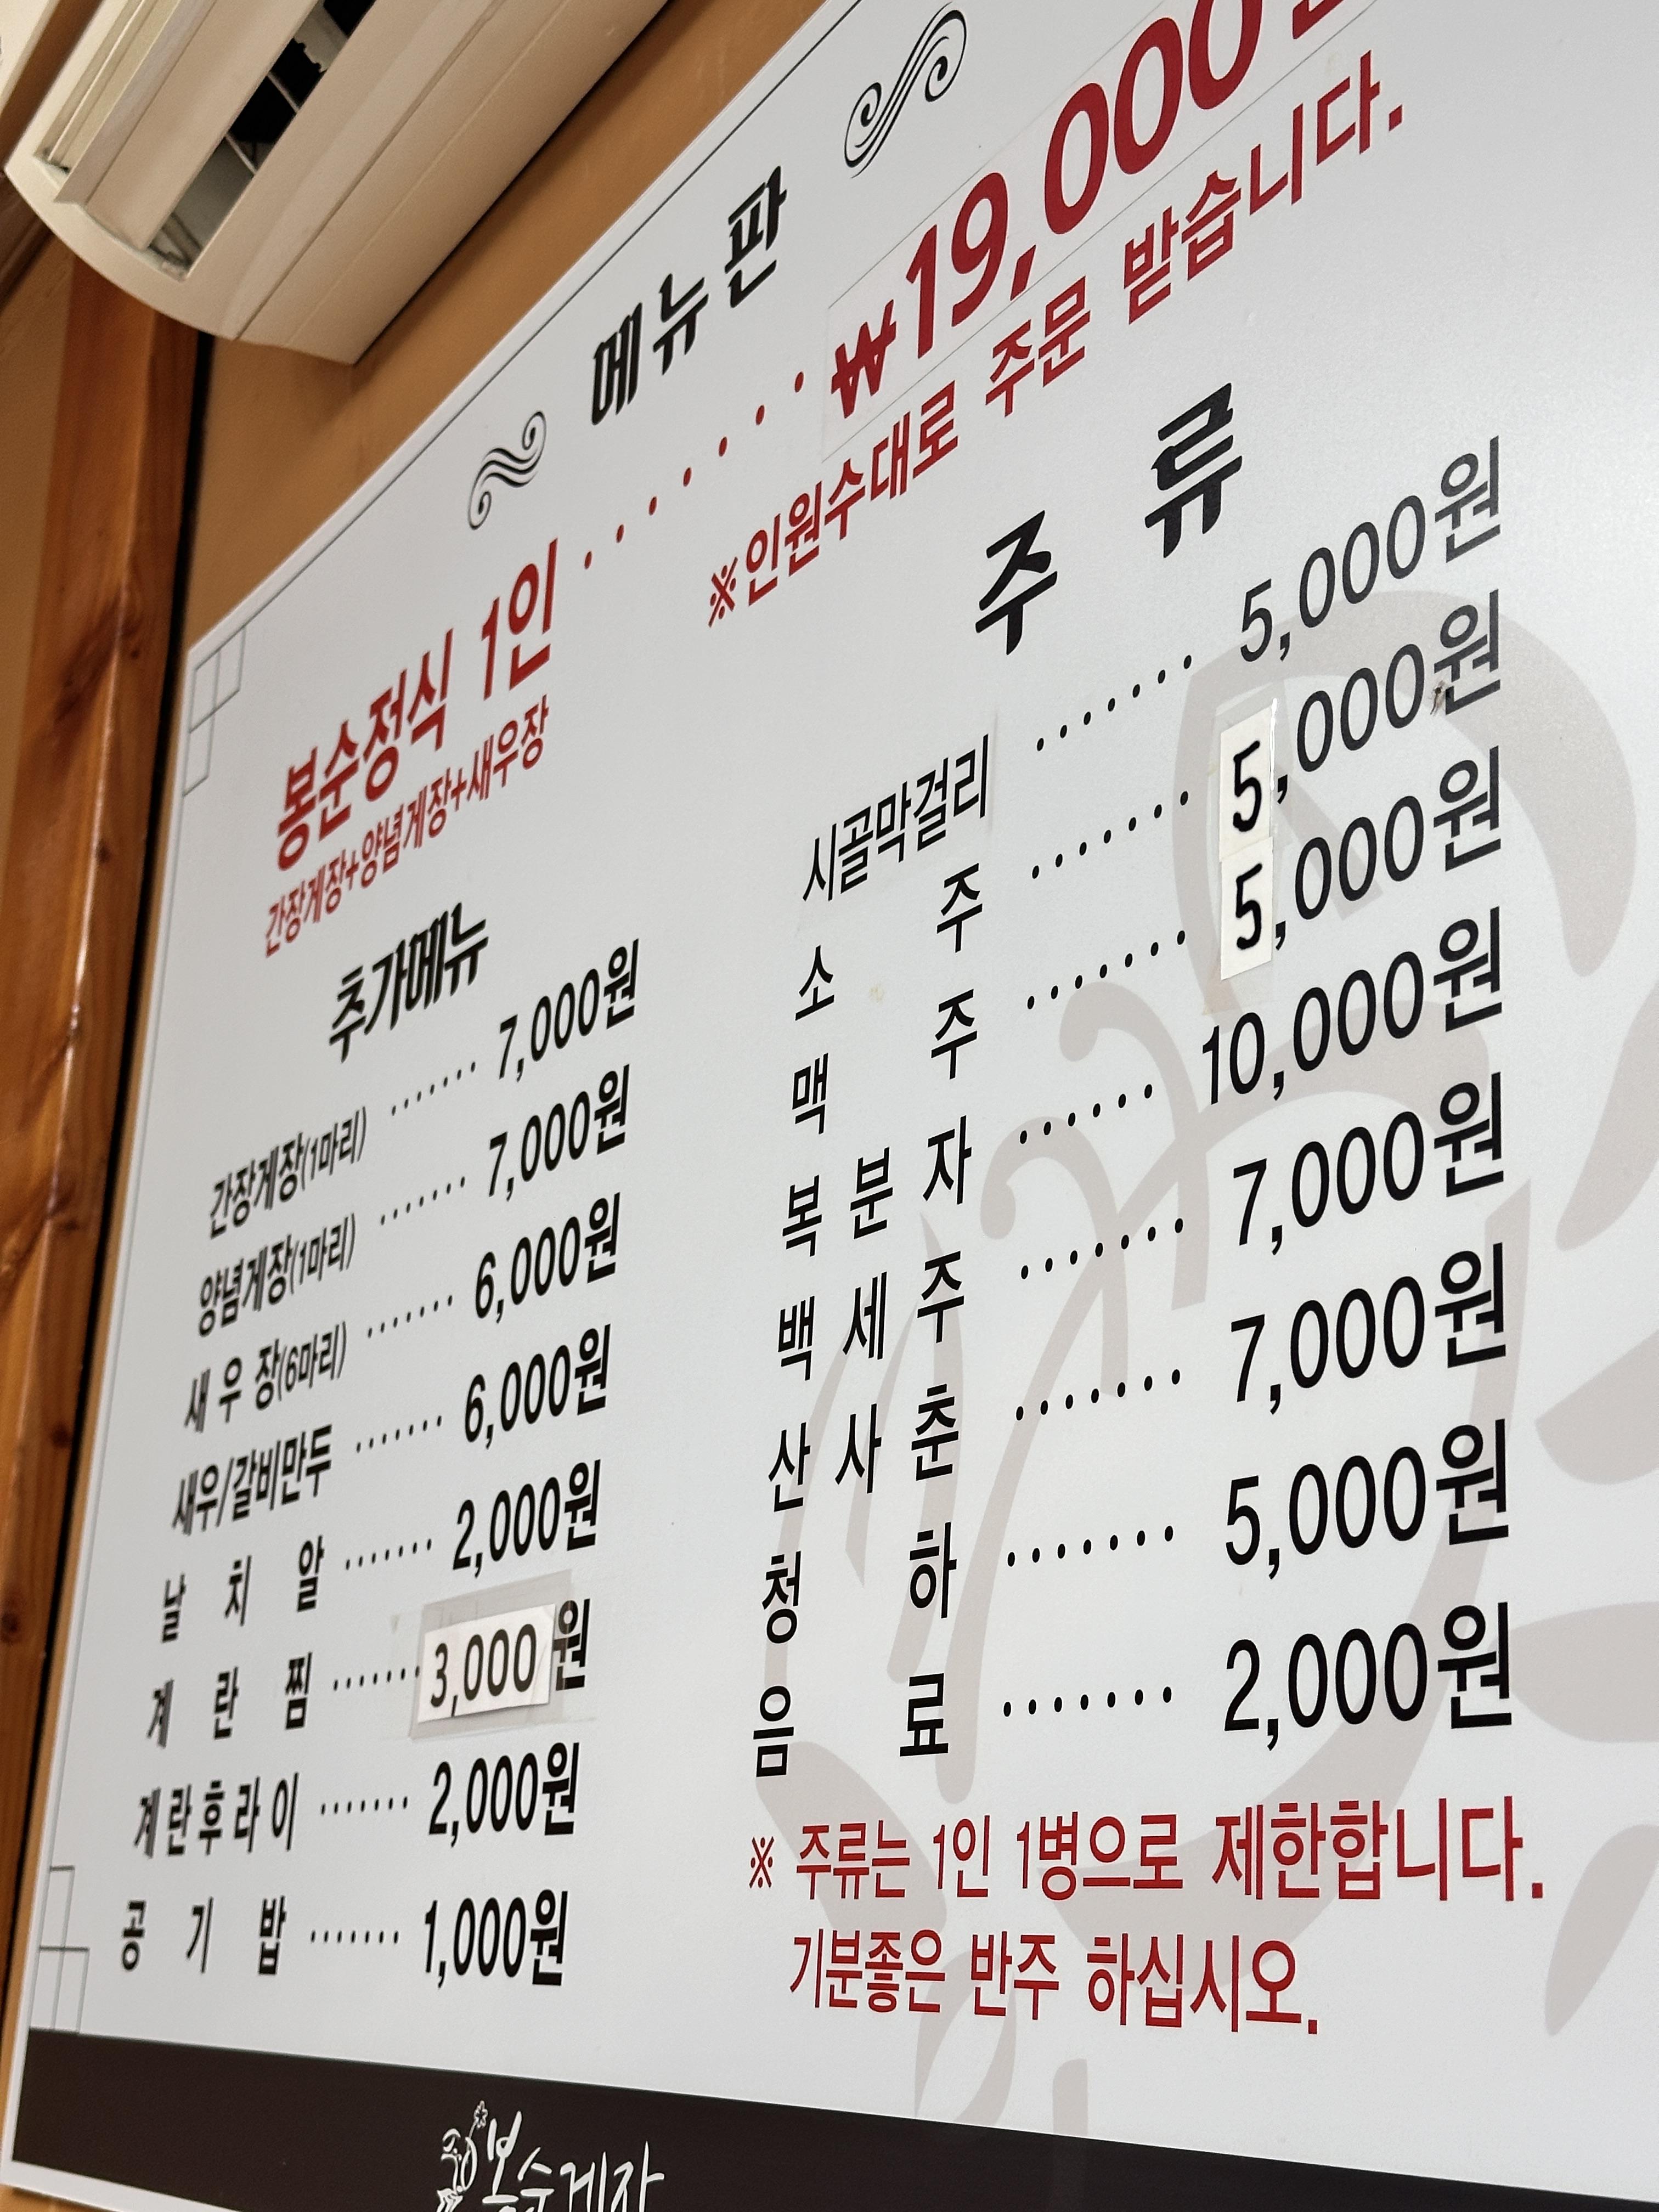 메뉴판
봉순정식 1인 ········ ₩19,000원
간장게장+양념게장+새우장
※인원수대로 주문 받습니다.
추가메뉴
간장게장(1마리) ······· 7,000원
양념게장(1마리) ······· 7,000원
새 우 장(6마리) ······· 6,000원
새우/갈비만두 ······· 6,000원
날 치 알 ······· 2,000원
계 란 찜 ······· 3,000원
계란후라이 ······· 2,000원
공 기 밥 ······· 1,000원
주 류
시골막걸리 ······· 5,000원
소 주 ······· 5,000원
맥 주 ······· 5,000원
복 분 자 ······ 10,000원
백 세 주 ······· 7,000원
산 사 춘 ······· 7,000원
청 하 ······· 5,000원
음 료 ······· 2,000원
※ 주류는 1인 1병으로 제한합니다.
기분좋은 반주 하십시오.
봉순게장